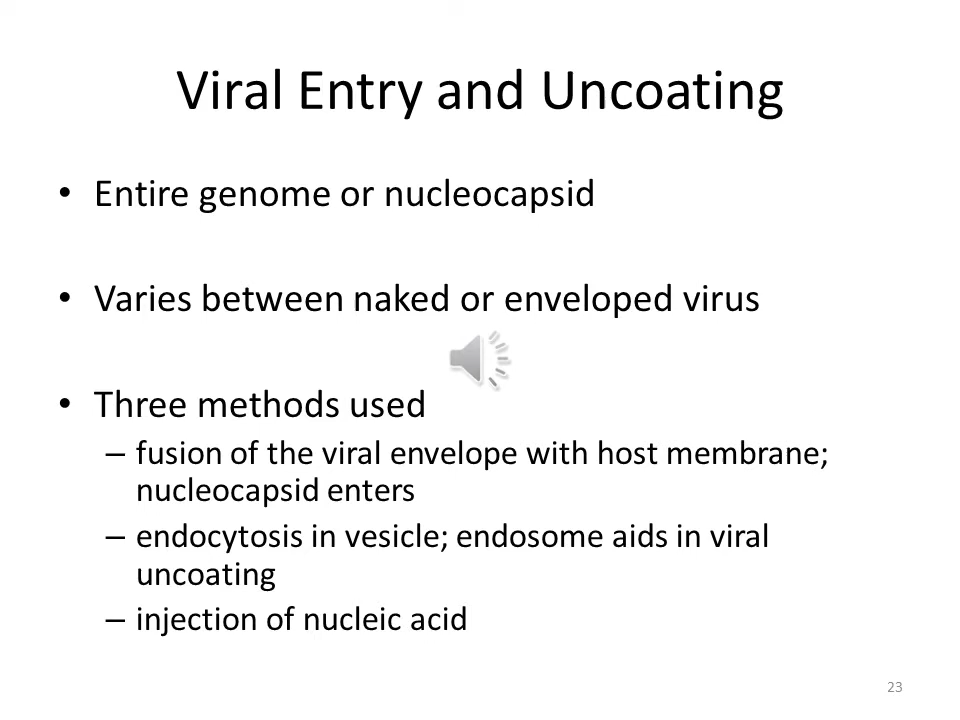 Viral Entry and Uncoating
• Entire genome or nucleocapsid
• Varies between naked or enveloped virus
• Three methods used
– fusion of the viral envelope with host membrane;
nucleocapsid enters
– endocytosis in vesicle; endosome aids in viral
uncoating
– injection of nucleic acid
23